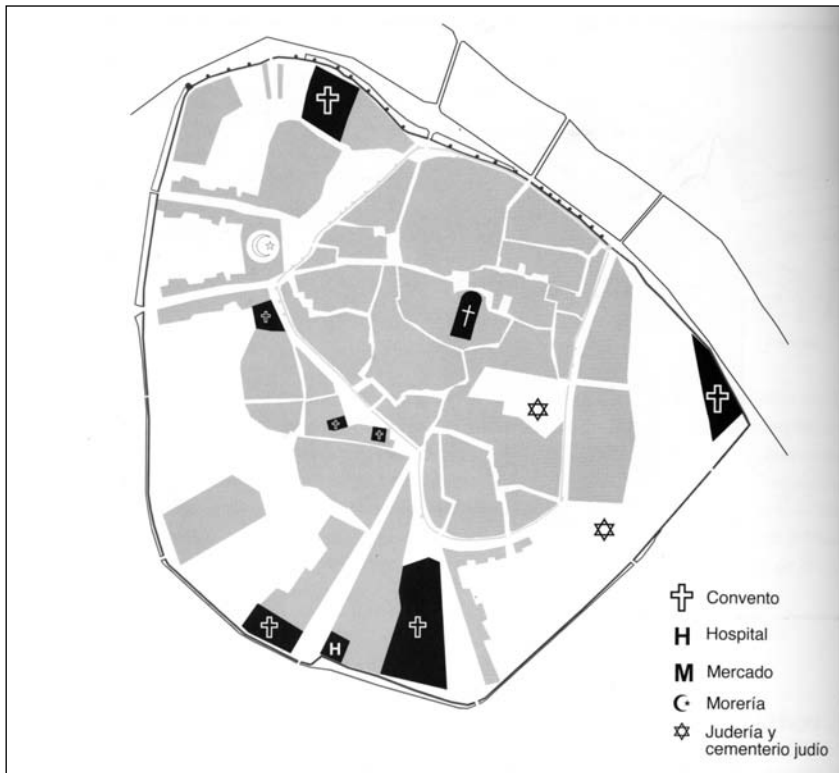 H
Convento
H Hospital
M Mercado
Morería
Judería y
cementerio judío